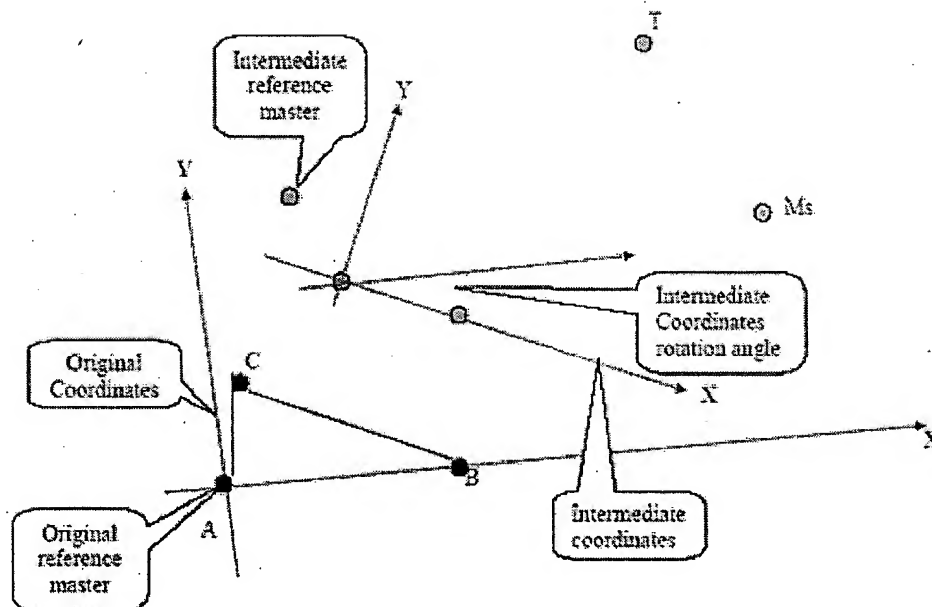 T
Intermediate
reference
master
Y
Y
Ms
Intermediate
Coordinates
rotation angle
Original
Coordinates
C
X
X
B
A
Intermediate
coordinates
Original
reference
master